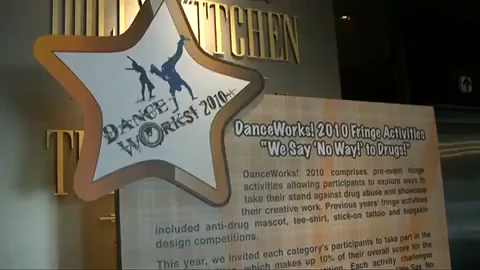 KITCHEN
DANCE
WORKS! 2010
DanceWorks! 2010 Fringe Activities
"We Say 'No Way!' to Drugs!"
DanceWorks! 2010 comprises pre-event fringe
activities allowing participants to explore ways to
take their stand against drug abuse and showcase
their creative work. Previous years' fringe activities
included anti-drug mascot, tee-shirt, stick-on tattoo and hogskin
design competitions.
This year, we invited each category's participants to take part in the
which makes up 10% of their overall score for the
Each activity challenges
Say No